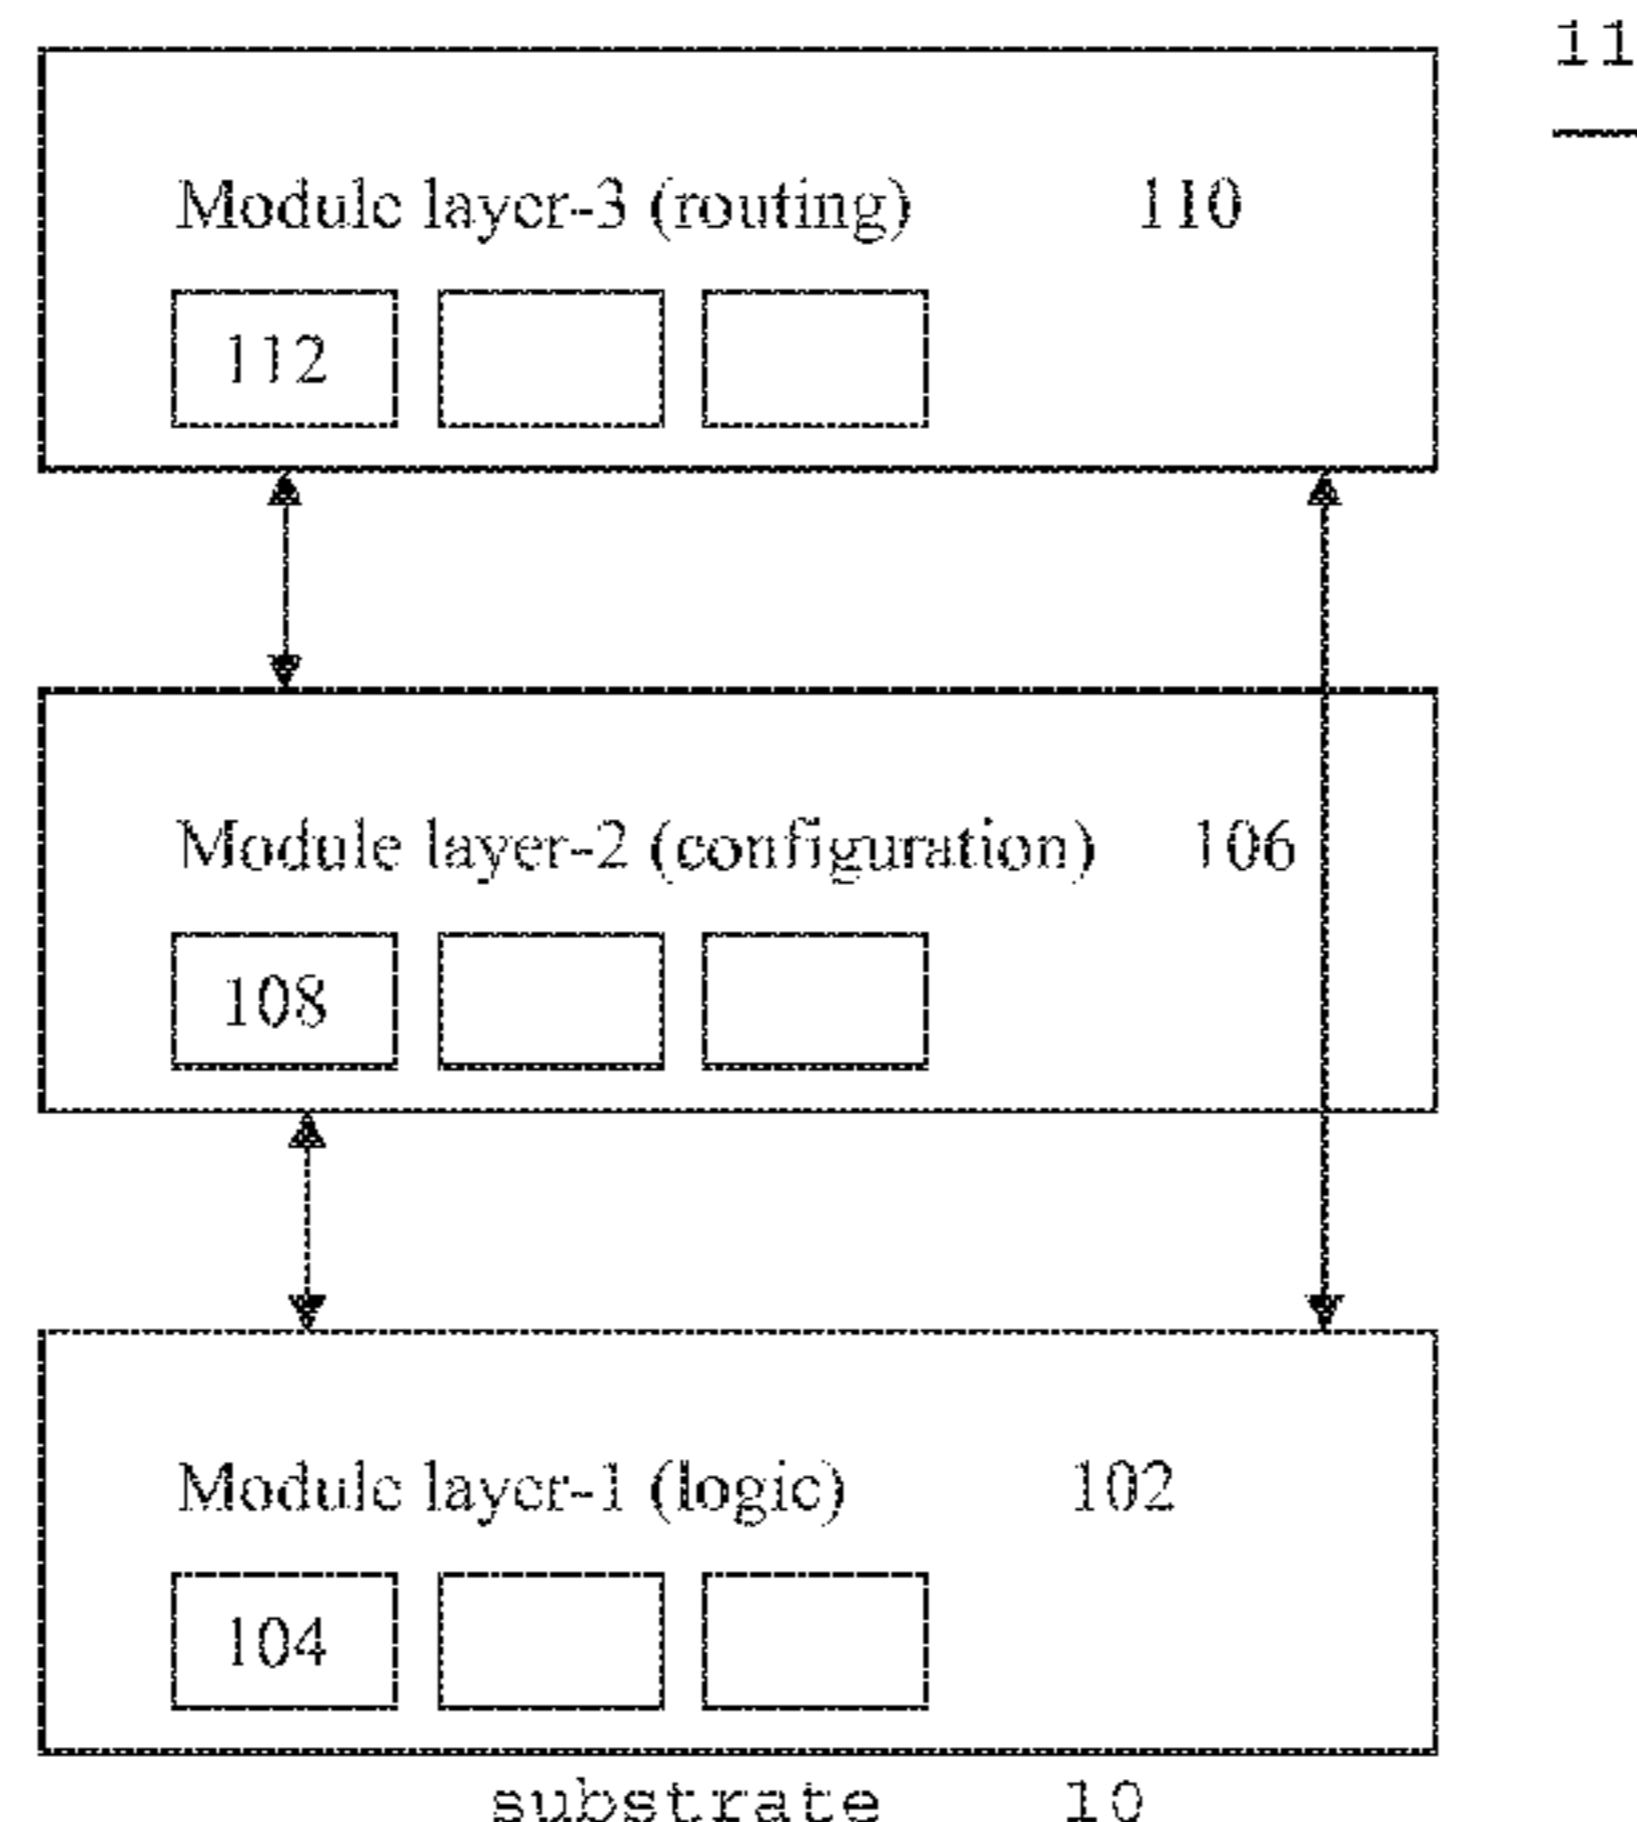 11
Module layer-3 (routing) 110
112
Module layer-2 (configuration) 106
108
Module layer-1 (logic) 102
104
substrate 10